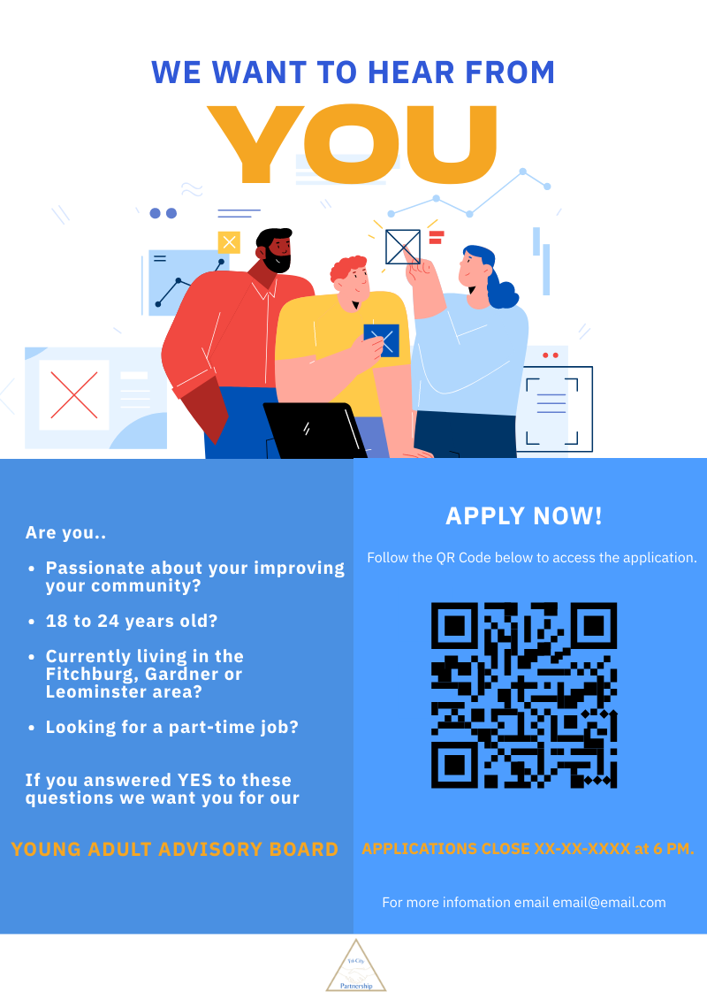 WE WANT TO HEAR FROM
YOU
Are you..
• Passionate about your improving
your community?
• 18 to 24 years old?
• Currently living in the
Fitchburg, Gardner or
Leominster area?
• Looking for a part-time job?
If you answered YES to these
questions we want you for our
YOUNG ADULT ADVISORY BOARD
APPLY NOW!
Follow the QR Code below to access the application.
APPLICATIONS CLOSE XX-XX-XXXX at 6 PM.
For more infomation email email@email.com
Tri-City
Partnership